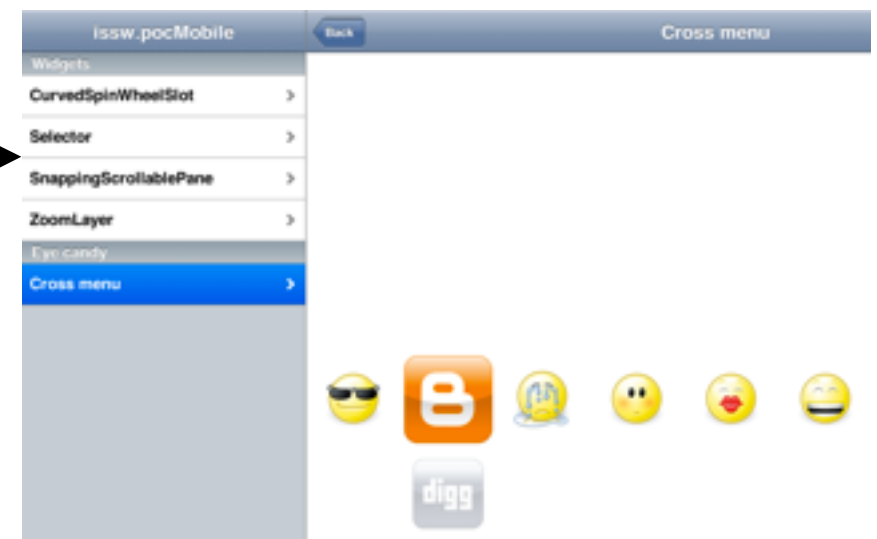 issw.pocMobile
Back
Cross menu
Widgets
CurvedSpinWheelSlot
Selector
SnappingScrollablePane
ZoomLayer
Eye candy
Cross menu
digg